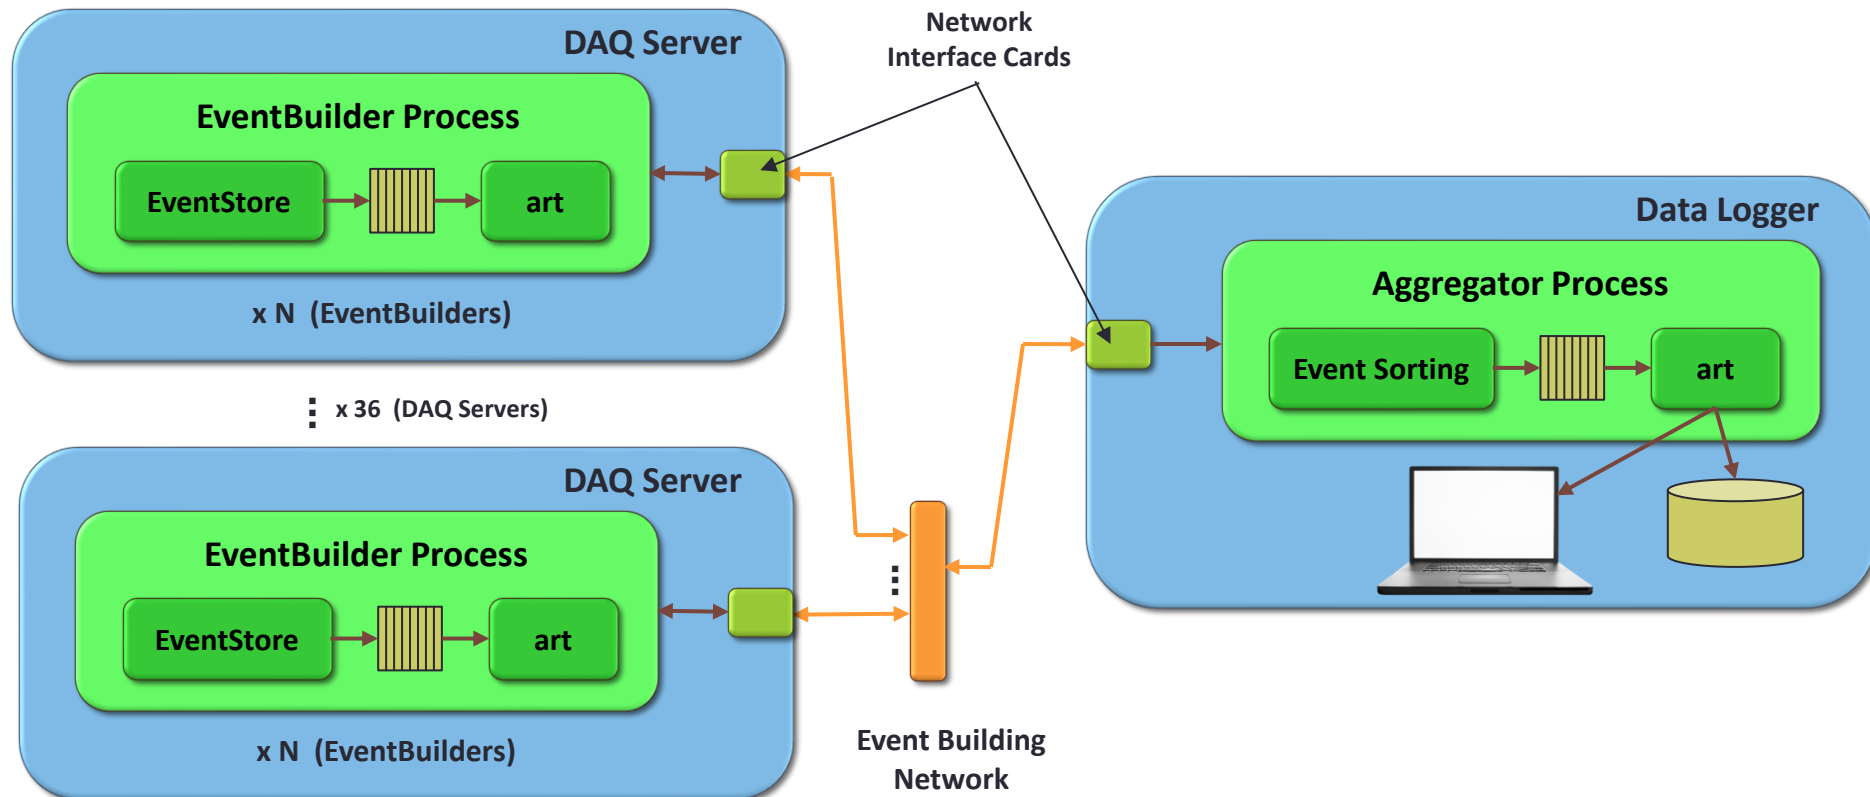 DAQ Server
EventBuilder Process
EventStore
art
x N (EventBuilders)
x 36 (DAQ Servers)
DAQ Server
EventBuilder Process
EventStore
art
x N (EventBuilders)
Network
Interface Cards
Event Building
Network
Data Logger
Aggregator Process
Event Sorting
art